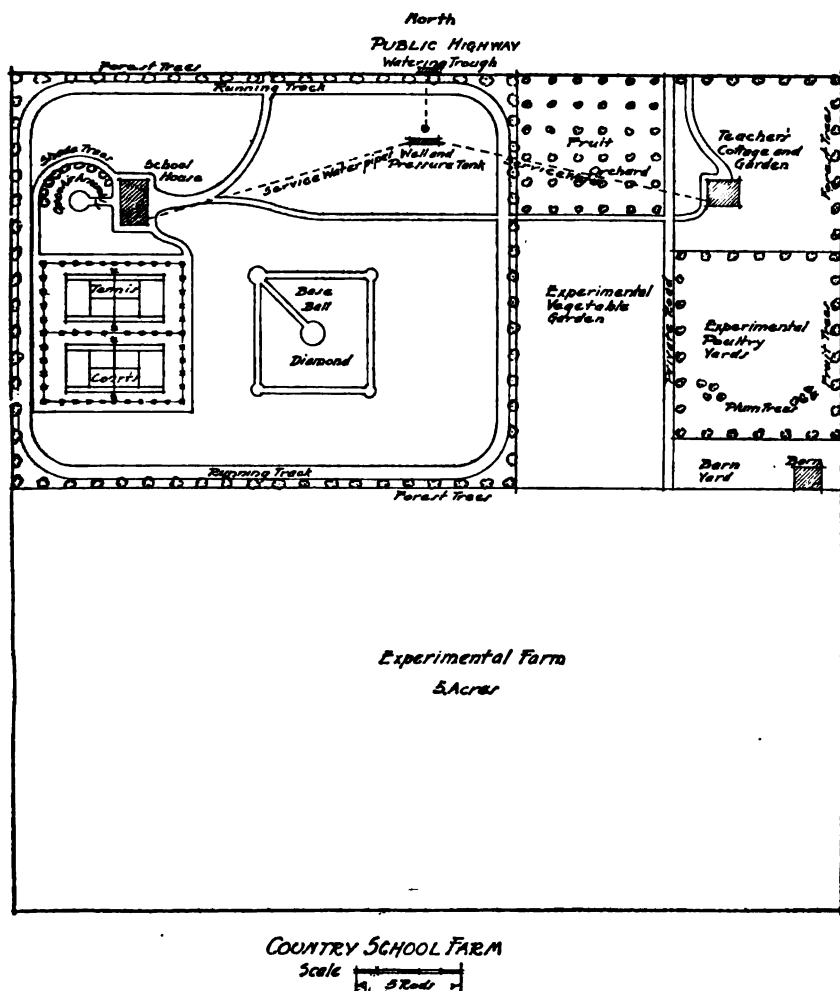 North
PUBLIC HIGHWAY
Forest Trees
Watering Trough
Running Track
Shade Trees
School
House
Service Water pipe
Well and
Pressure Tank
Fruit
Orchard
Teacher's
Cottage and
Garden
Forest Trees
Tennis
Courts
Base
Ball
Diamond
Experimental
Vegetable
Garden
Private Road
Experimental
Poultry
Yards
Plum Trees
Fruit Trees
Barn
Yard
Barn
Running Track
Forest Trees
Experimental Farm
5 Acres
COUNTRY SCHOOL FARM
Scale
5 Rods